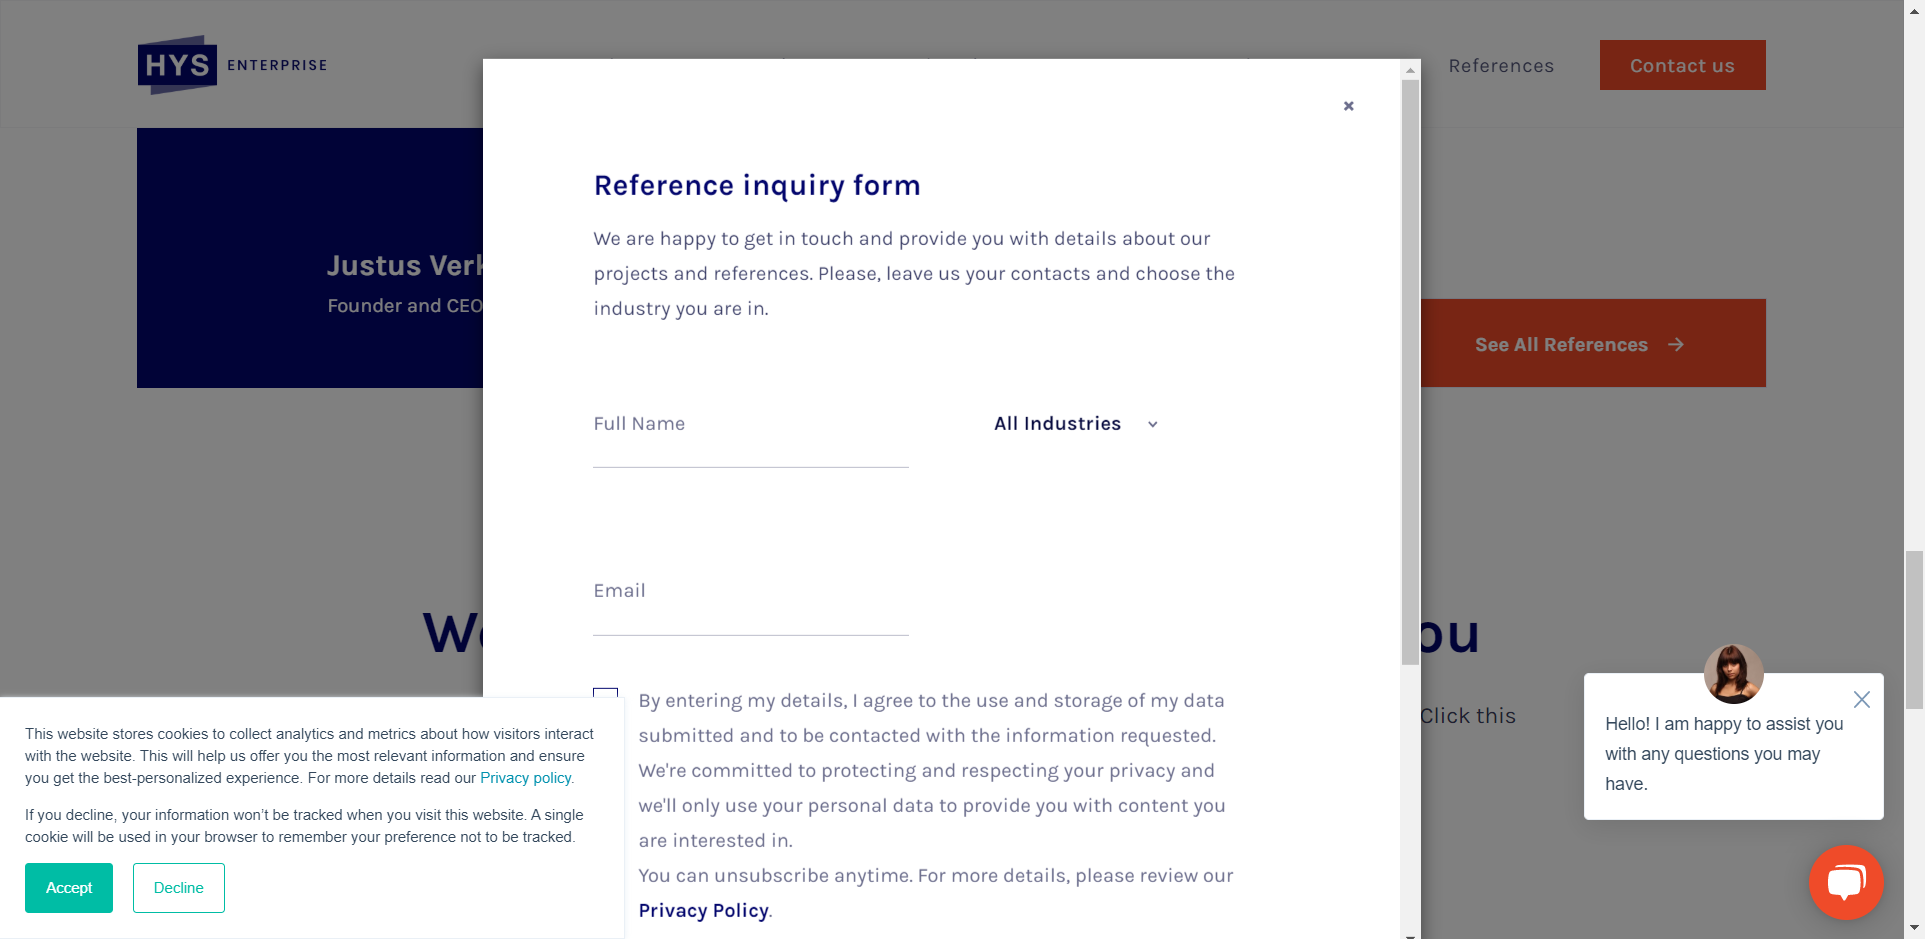 HYS ENTERPRISE
References
Contact us
×
Reference inquiry form
We are happy to get in touch and provide you with details about our
projects and references. Please, leave us your contacts and choose the
industry you are in.
Justus Verk
Founder and CEO
See All References →
Full Name
All Industries
Email
We
ou
Click this
By entering my details, I agree to the use and storage of my data
submitted and to be contacted with the information requested.
We're committed to protecting and respecting your privacy and
we'll only use your personal data to provide you with content you
are interested in.
You can unsubscribe anytime. For more details, please review our
Privacy Policy.
This website stores cookies to collect analytics and metrics about how visitors interact
with the website. This will help us offer you the most relevant information and ensure
you get the best-personalized experience. For more details read our Privacy policy.
If you decline, your information won’t be tracked when you visit this website. A single
cookie will be used in your browser to remember your preference not to be tracked.
Accept
Decline
Hello! I am happy to assist you
with any questions you may
have.